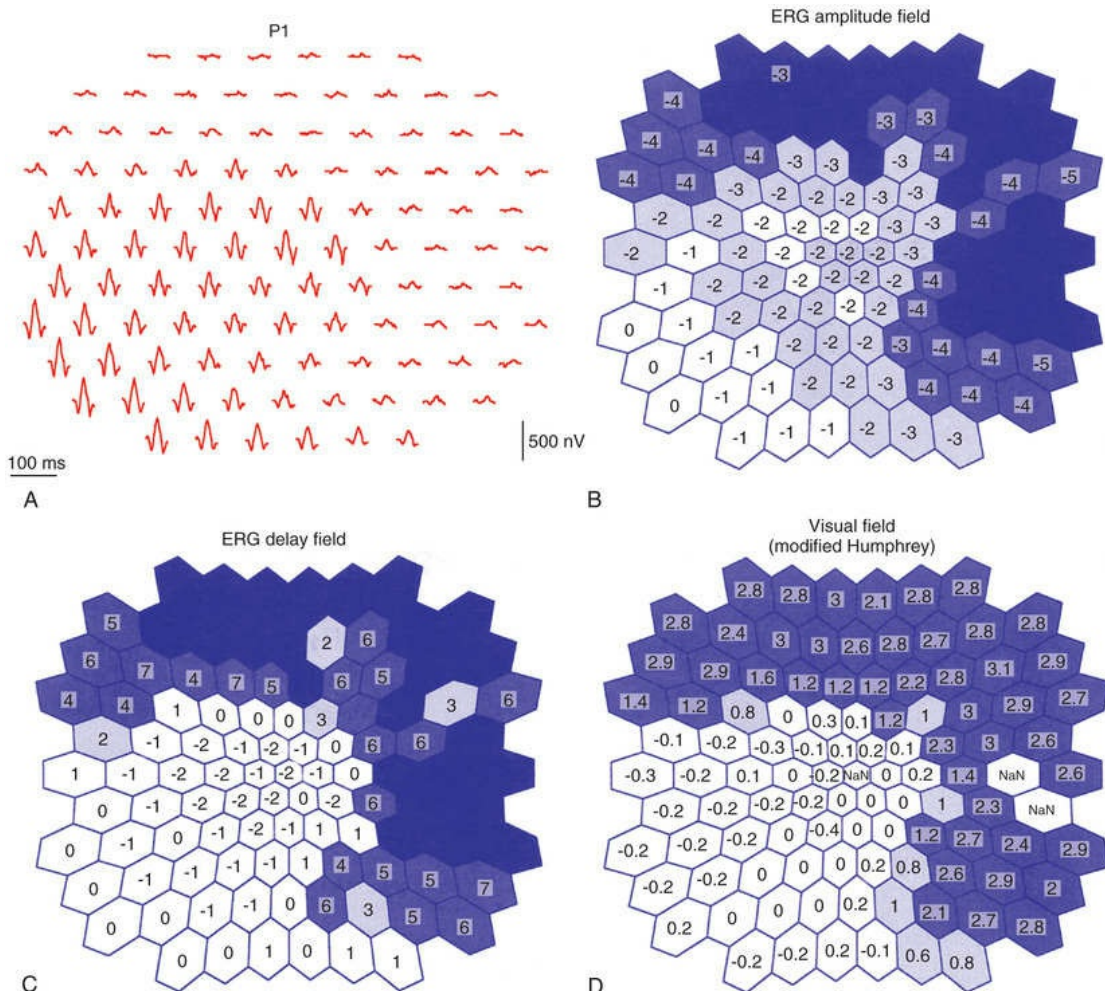 P1
500 nV
100 ms
A
ERG amplitude field
-3
-4 -3 -3
-4 -4 -4 -3 -3 -3 -4
-4 -4 -3 -2 -2 -2 -2 -3 -3 -4 -5
-2 -2 -2 -2 -2 -2 -3 -3 -4
-2 -1 -2 -2 -2 -2 -2 -2 -3
-1 -2 -2 -2 -2 -2 -2 -4
0 -1 -2 -2 -2 -2 -2 -4
0 -1 -1 -2 -2 -2 -3 -4 -4 -5
0 -1 -1 -2 -2 -3 -4 -4 -4
-1 -1 -1 -2 -3 -3
B
ERG delay field
5 2 6
6 7 4 7 5 6 5
4 4 1 0 0 0 3 3 6
2 -1 -2 -1 -2 -1 0 6 6
1 -1 -2 -2 -1 -2 -1 0
0 -1 -2 -2 -2 0 -2 6
0 -1 0 -1 -2 -1 1 1
0 -1 -1 -1 -1 1 4 5 5 7
0 0 -1 -1 0 6 3 5 6
0 0 1 0 1 1
C
Visual field
(modified Humphrey)
2.8 2.8 3 2.1 2.8 2.8
2.8 2.4 3 3 2.6 2.8 2.7 2.8 2.8
2.9 2.9 1.6 1.2 1.2 1.2 2.2 2.8 3.1 2.9
1.4 1.2 0.8 0 0.3 0.1 1.2 1 3 2.9 2.7
-0.1 -0.2 -0.3 -0.1 0.1 0.2 0.1 2.3 3 2.6
-0.3 -0.2 0.1 0 -0.2 NaN 0 0.2 1.4 NaN 2.6
-0.2 -0.2 -0.2 0 0 0 0 1 2.3 NaN
-0.2 -0.2 -0.2 0 -0.4 0 0 1.2 2.7 2.4 2.9
-0.2 -0.2 0 0 0 0.2 0.8 2.6 2.9 2
0.2 0 0 0 0.2 1 2.1 2.7 2.8
-0.2 -0.2 0.2 -0.1 0.6 0.8
D